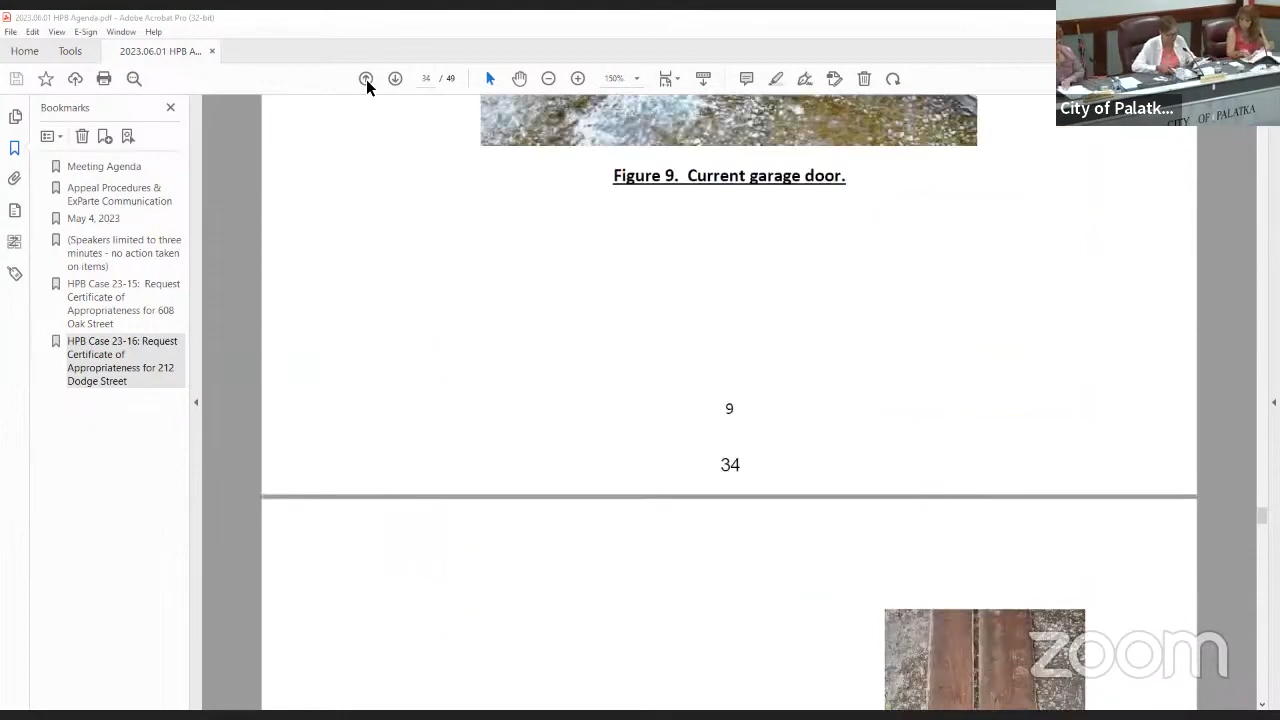 2023.06.01 HPB Agenda.pdf - Adobe Acrobat Pro (32-bit)
File Edit View E-Sign Window Help
Home Tools 2023.06.01 HPB A... ×
34 / 49 150%
Bookmarks
Meeting Agenda
Appeal Procedures &
ExParte Communication
May 4, 2023
(Speakers limited to three
minutes - no action taken
on items)
HPB Case 23-15: Request
Certificate of
Appropriateness for 608
Oak Street
HPB Case 23-16: Request
Certificate of
Appropriateness for 212
Dodge Street
Figure 9. Current garage door.
9
34
City of Palatk...
CITY OF PALATKA
zoom